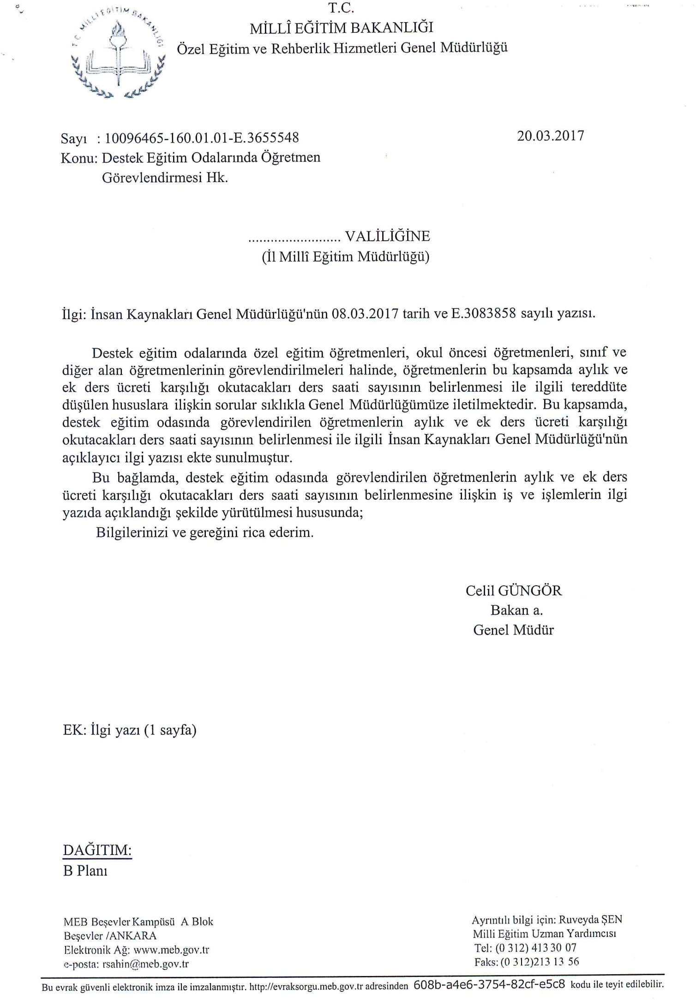 T.C. MİLLÎ EĞİTİM BAKANLIĞI
T.C.
MİLLÎ EĞİTİM BAKANLIĞI
Özel Eğitim ve Rehberlik Hizmetleri Genel Müdürlüğü
Sayı : 10096465-160.01.01-E.3655548
20.03.2017
Konu: Destek Eğitim Odalarında Öğretmen
Görevlendirmesi Hk.
......................... VALİLİĞİNE
(İl Millî Eğitim Müdürlüğü)
İlgi: İnsan Kaynakları Genel Müdürlüğü'nün 08.03.2017 tarih ve E.3083858 sayılı yazısı.
Destek eğitim odalarında özel eğitim öğretmenleri, okul öncesi öğretmenleri, sınıf ve
diğer alan öğretmenlerinin görevlendirilmeleri halinde, öğretmenlerin bu kapsamda aylık ve
ek ders ücreti karşılığı okutacakları ders saati sayısının belirlenmesi ile ilgili tereddüte
düşülen hususlara ilişkin sorular sıklıkla Genel Müdürlüğümüze iletilmektedir. Bu kapsamda,
destek eğitim odasında görevlendirilen öğretmenlerin aylık ve ek ders ücreti karşılığı
okutacakları ders saati sayısının belirlenmesi ile ilgili İnsan Kaynakları Genel Müdürlüğü'nün
açıklayıcı ilgi yazısı ekte sunulmuştur.
Bu bağlamda, destek eğitim odasında görevlendirilen öğretmenlerin aylık ve ek ders
ücreti karşılığı okutacakları ders saati sayısının belirlenmesine ilişkin iş ve işlemlerin ilgi
yazıda açıklandığı şekilde yürütülmesi hususunda;
Bilgilerinizi ve gereğini rica ederim.
Celil GÜNGÖR
Bakan a.
Genel Müdür
EK: İlgi yazı (1 sayfa)
DAĞITIM:
B Planı
MEB Beşevler Kampüsü A Blok
Beşevler /ANKARA
Elektronik Ağ: www.meb.gov.tr
e-posta: rsahin@meb.gov.tr
Ayrıntılı bilgi için: Ruveyda ŞEN
Milli Eğitim Uzman Yardımcısı
Tel: (0 312) 413 30 07
Faks: (0 312)213 13 56
Bu evrak güvenli elektronik imza ile imzalanmıştır. http://evraksorgu.meb.gov.tr adresinden 608b-a4e6-3754-82cf-e5c8 kodu ile teyit edilebilir.